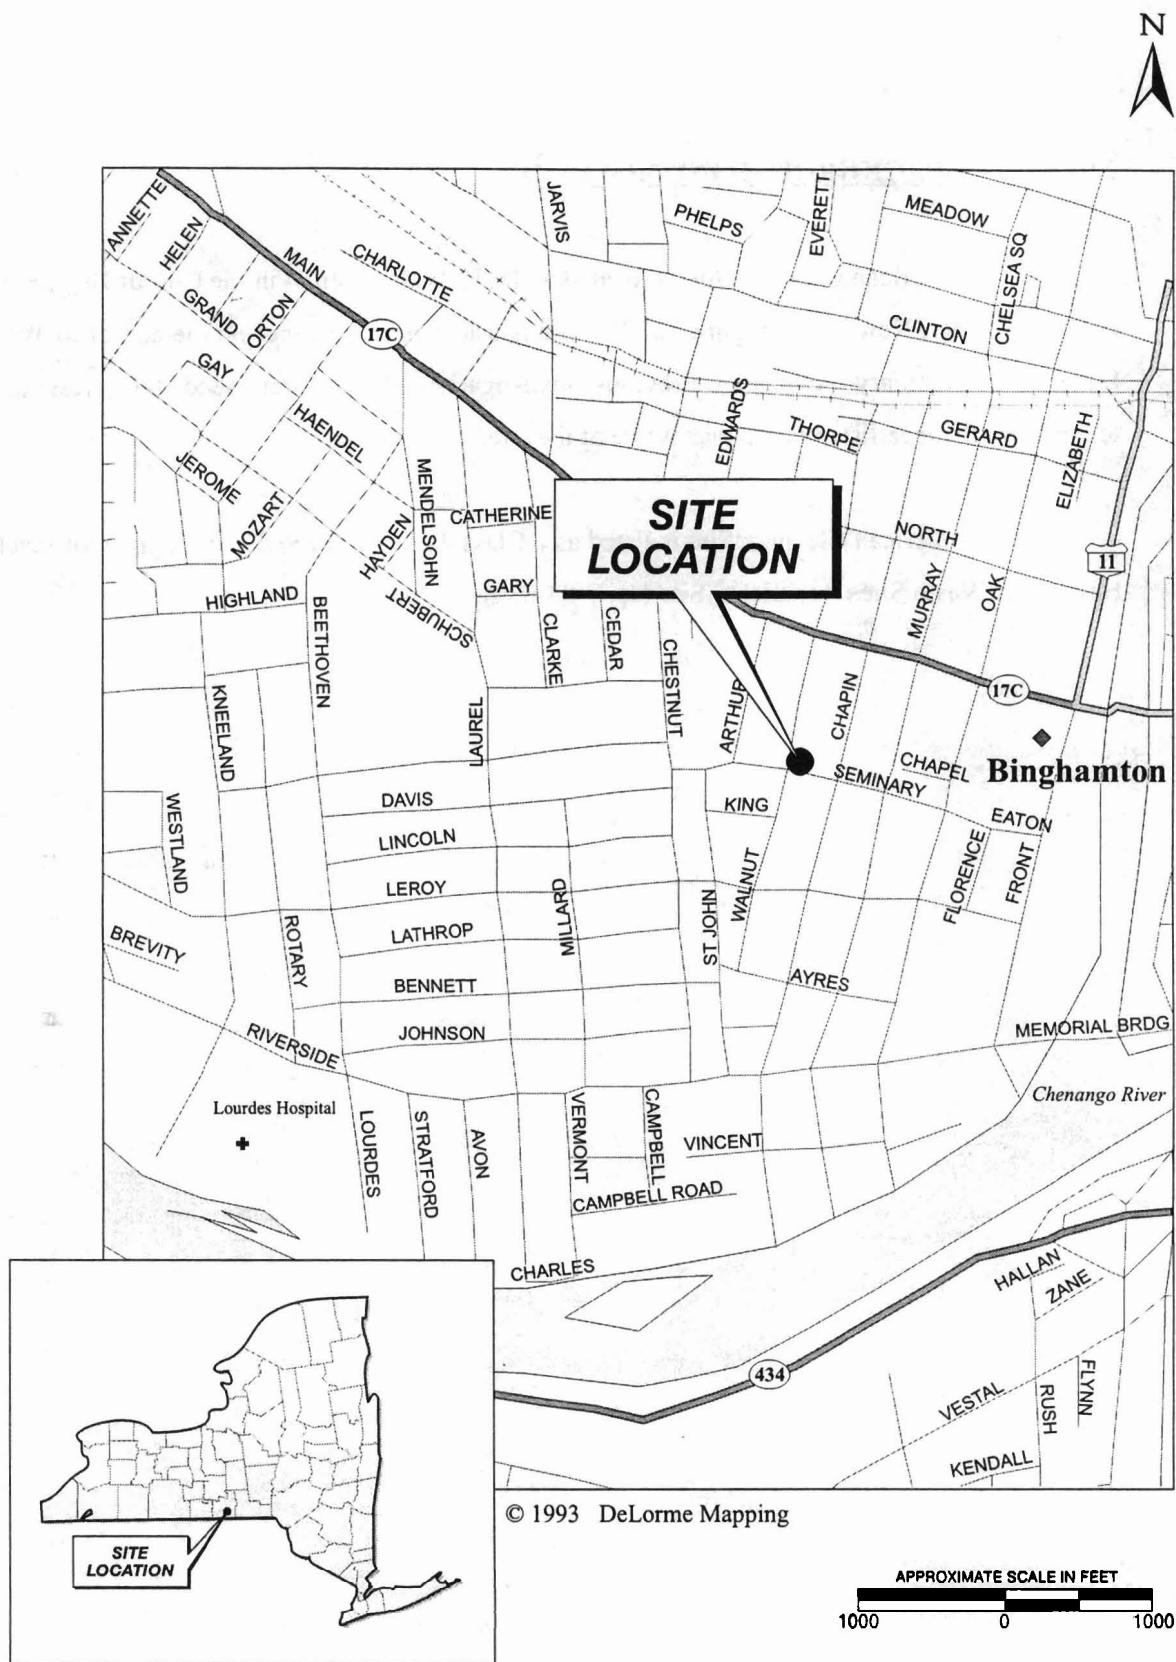 N
ANNETTE
HELEN
MAIN
GRAND
ORTON
CHARLOTTE
17C
GAY
JARVIS
PHELPS
EVERETT
MEADOW
CHELSEA SQ
CLINTON
HAENDEL
JEROME
MOZART
MENDELSOHN
HAYDEN
CATHERINE
EDWARDS
THORPE
GERARD
ELIZABETH
SITE
LOCATION
NORTH
11
HIGHLAND
BEETHOVEN
SCHUBERT
GARY
CLARKE
CEDAR
CHESTNUT
MURRAY
OAK
KNEELAND
LAUREL
ARTHUR
CHAPIN
17C
WESTLAND
DAVIS
LINCOLN
LEROY
LATHROP
BENNETT
JOHNSON
MILLARD
KING
WALNUT
ST JOHN
SEMINARY
CHAPEL
Binghamton
EATON
FLORENCE
FRONT
AYRES
BREVITY
ROTARY
RIVERSIDE
MEMORIAL BRDG
Chenango River
Lourdes Hospital
LOURDES
STRATFORD
AVON
VERMONT
CAMPBELL
VINCENT
CAMPBELL ROAD
CHARLES
HALLAN
ZANE
434
VESTAL
RUSH
FLYNN
KENDALL
SITE
LOCATION
© 1993 DeLorme Mapping
APPROXIMATE SCALE IN FEET
1000 0 1000